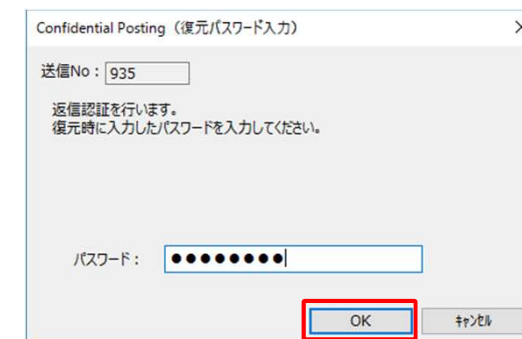 Confidential Posting（復元パスワード入力）
送信No： 935
返信認証を行います。
復元時に入力したパスワードを入力してください。
パスワード： ●●●●●●●●
OK キャンセル